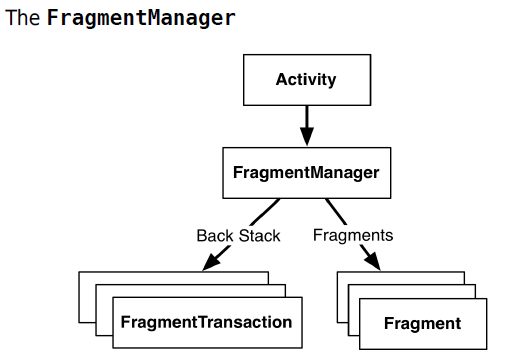 The FragmentManager
Activity
FragmentManager
Back Stack
Fragments
FragmentTransaction
Fragment